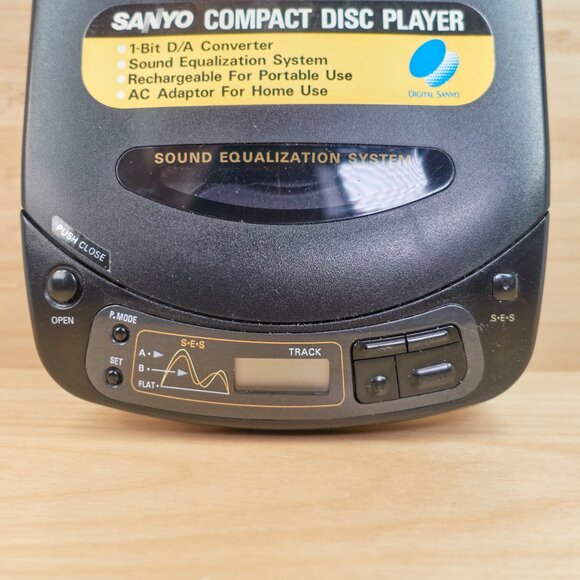 SANYO COMPACT DISC PLAYER
• 1-Bit D/A Converter
• Sound Equalization System
• Rechargeable For Portable Use
• AC Adaptor For Home Use
DIGITAL SANYO
SOUND EQUALIZATION SYSTEM
PUSH CLOSE
OPEN
P.MODE
SET
S•E•S
A
B
FLAT
TRACK
S•E•S